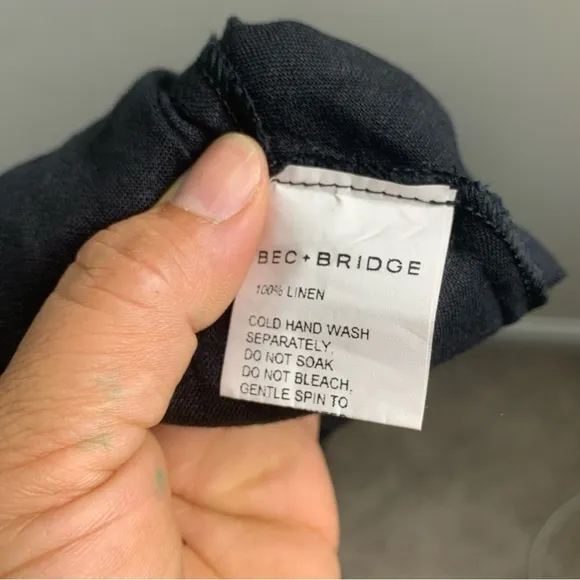 BEC + BRIDGE
100% LINEN
COLD HAND WASH
SEPARATELY.
DO NOT SOAK
DO NOT BLEACH.
GENTLE SPIN TO